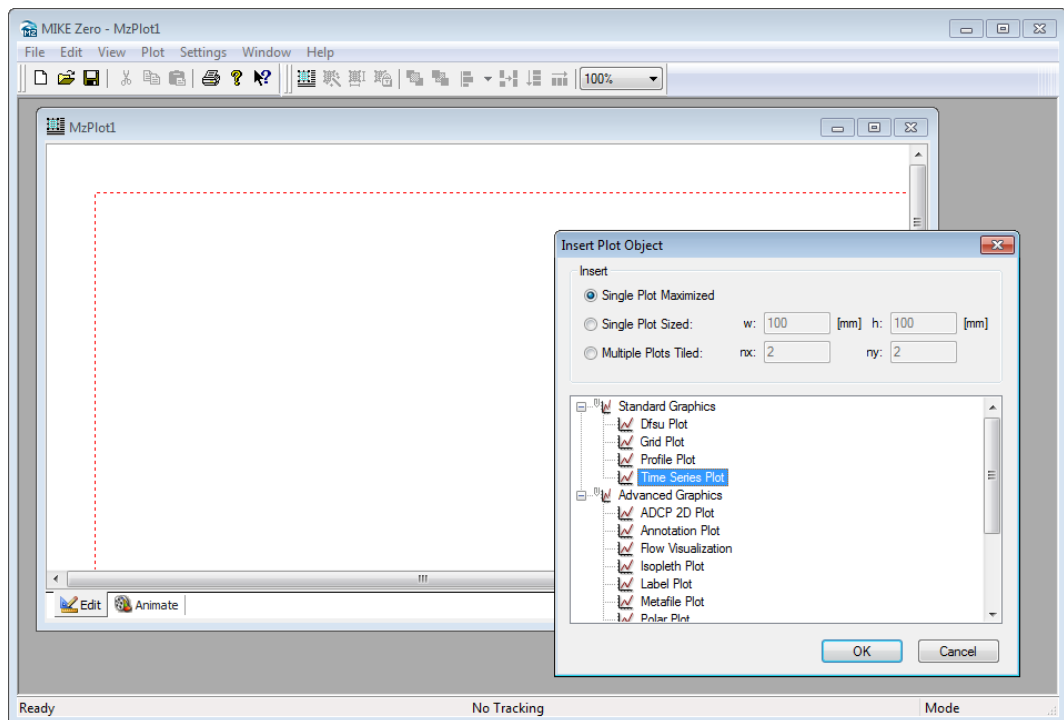 MIKE Zero - MzPlot1
File Edit View Plot Settings Window Help
100%
MzPlot1
Insert Plot Object
Insert
Single Plot Maximized
Single Plot Sized: w: 100 [mm] h: 100 [mm]
Multiple Plots Tiled: nx: 2 ny: 2
Standard Graphics
Dfsu Plot
Grid Plot
Profile Plot
Time Series Plot
Advanced Graphics
ADCP 2D Plot
Annotation Plot
Flow Visualization
Isopleth Plot
Label Plot
Metafile Plot
Polar Plot
Edit Animate
OK Cancel
Ready No Tracking Mode